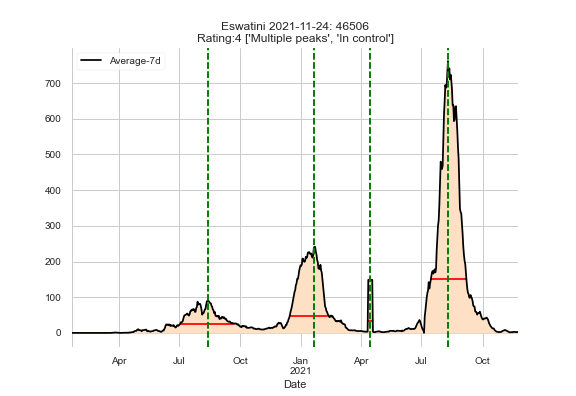 Eswatini 2021-11-24: 46506
Rating:4 ['Multiple peaks', 'In control']
Average-7d
700
600
500
400
300
200
100
0
Apr Jul Oct Jan Apr Jul Oct
2021
Date